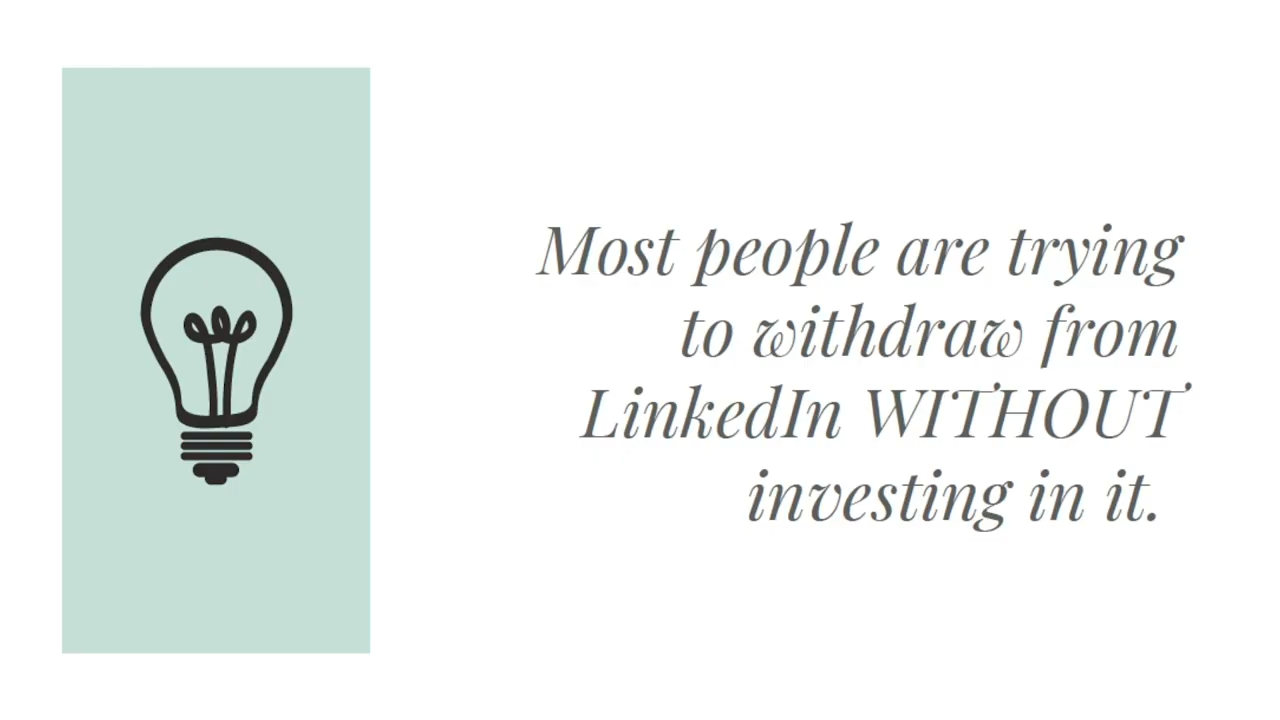 Most people are trying
to withdraw from
LinkedIn WITHOUT
investing in it.